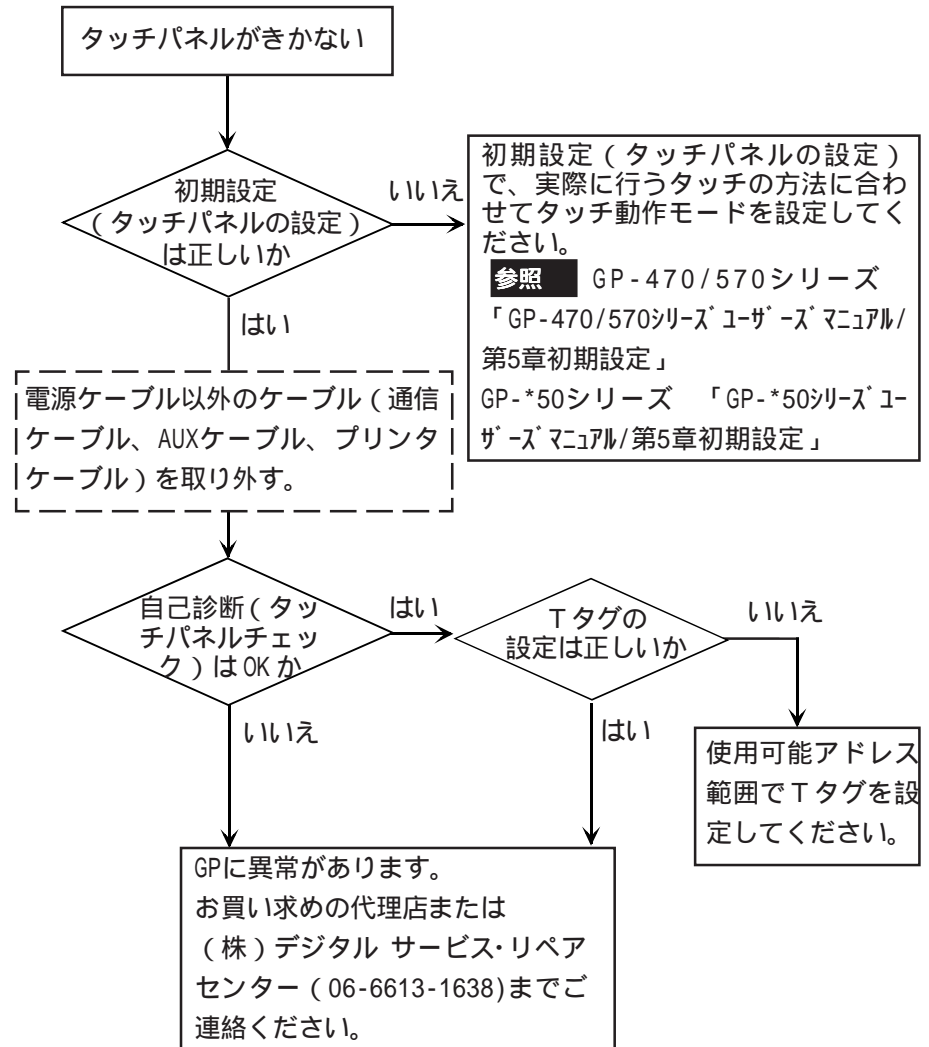 タッチパネルがきかない
初期設定
(タッチパネルの設定)
は正しいか
いいえ
初期設定(タッチパネルの設定)
で、実際に行うタッチの方法に合わ
せてタッチ動作モードを設定してく
ださい。
参照 GP-470/570シリーズ
「GP-470/570ｼﾘｰｽﾞ ﾕｰｻﾞｰｽﾞ ﾏﾆｭｱﾙ/
第5章初期設定」
GP-*50シリーズ 「GP-*50ｼﾘｰｽﾞ ﾕｰ
ｻﾞｰｽﾞ ﾏﾆｭｱﾙ/第5章初期設定」
はい
電源ケーブル以外のケーブル(通信
ケーブル、AUXケーブル、プリンタ
ケーブル)を取り外す。
自己診断(タッ
チパネルチェッ
ク)はOKか
はい
Tタグの
設定は正しいか
いいえ
いいえ
はい
使用可能アドレス
範囲でTタグを設
定してください。
GPに異常があります。
お買い求めの代理店または
(株)デジタル サービス・リペア
センター(06-6613-1638)までご
連絡ください。